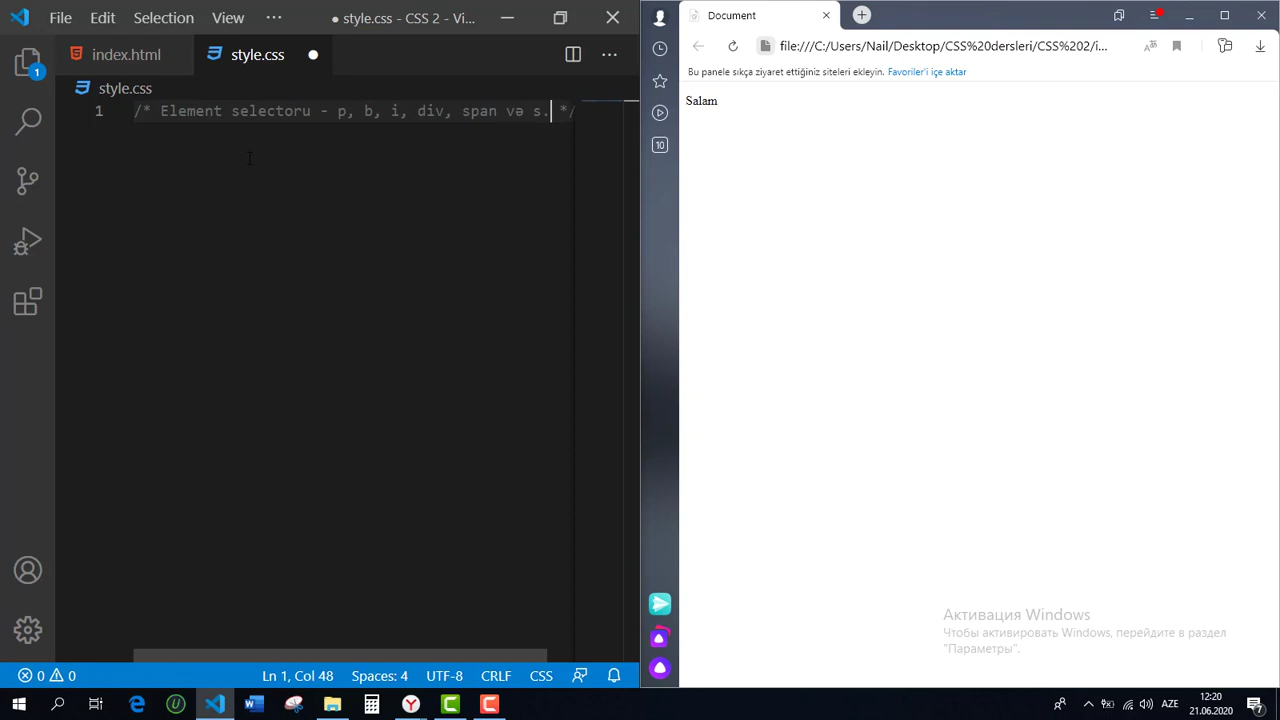 File Edit View ··· ● style.css - CSS 2 - Vi...
index.html
style.css
style.css
1
1 /* Element selectoru - p, b, i, div, span və s. */
0 0
Ln 1, Col 48
Spaces: 4
UTF-8
CRLF
CSS
Document
file:///C:/Users/Nail/Desktop/CSS%20dersleri/CSS%202/i...
Bu panele sıkça ziyaret ettiğiniz siteleri ekleyin. Favoriler'i içe aktar
Salam
10
Активация Windows
Чтобы активировать Windows, перейдите в раздел
"Параметры".
AZE
12:20
21.06.2020
7